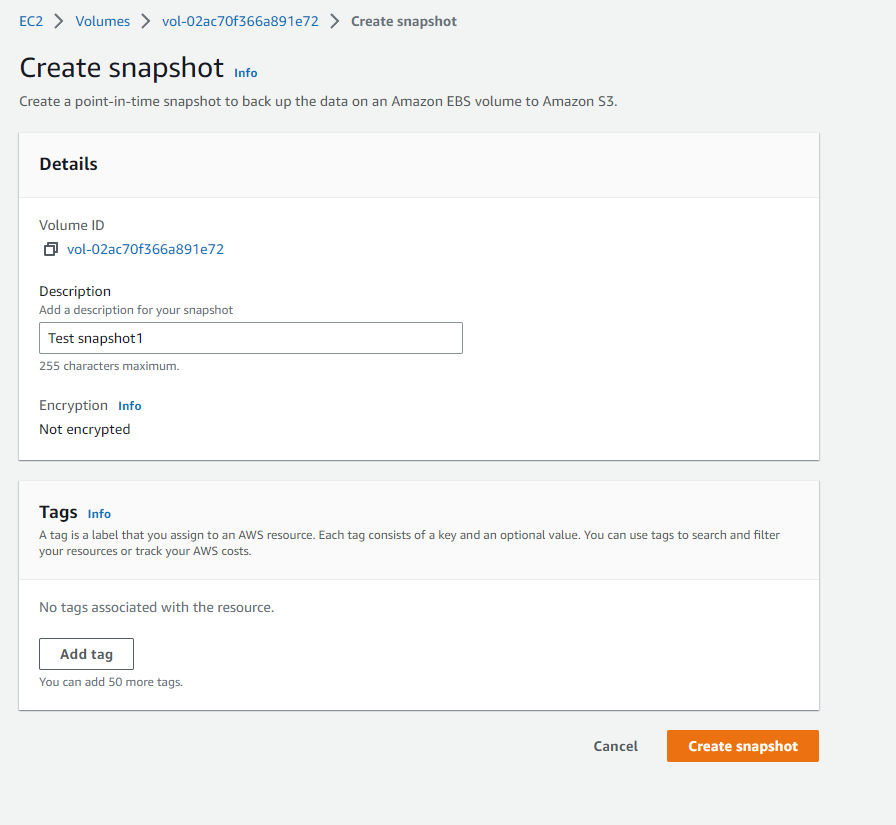 EC2 > Volumes > vol-02ac70f366a891e72 > Create snapshot
Create snapshot Info
Create a point-in-time snapshot to back up the data on an Amazon EBS volume to Amazon S3.
Details
Volume ID
vol-02ac70f366a891e72
Description
Add a description for your snapshot
Test snapshot1
255 characters maximum.
Encryption Info
Not encrypted
Tags Info
A tag is a label that you assign to an AWS resource. Each tag consists of a key and an optional value. You can use tags to search and filter
your resources or track your AWS costs.
No tags associated with the resource.
Add tag
You can add 50 more tags.
Cancel Create snapshot